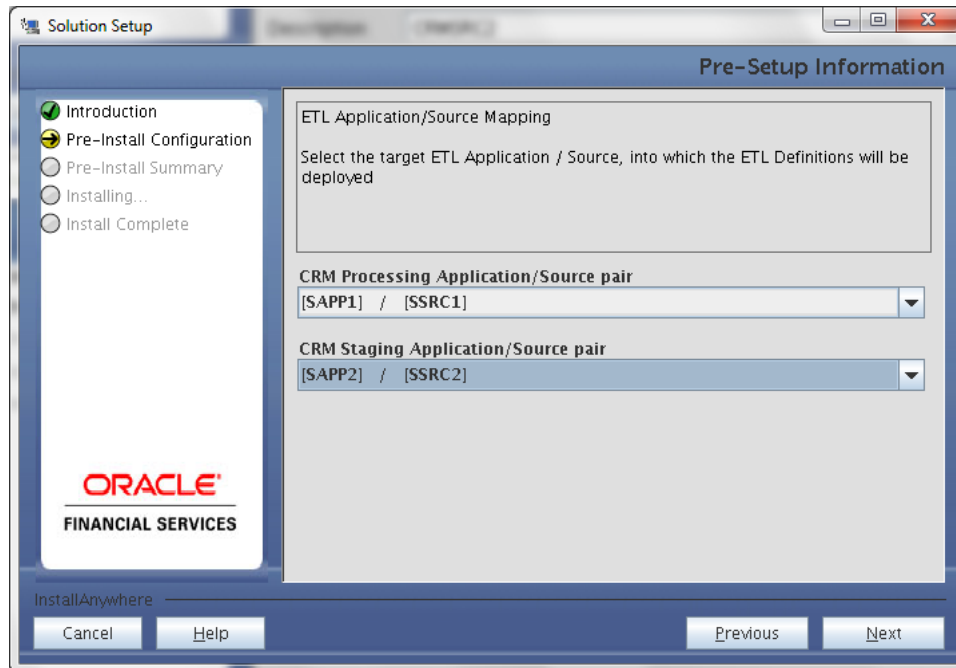 Solution Setup
Description CRMSRC2
Pre-Setup Information
Introduction
Pre-Install Configuration
Pre-Install Summary
Installing...
Install Complete
ETL Application/Source Mapping
Select the target ETL Application / Source, into which the ETL Definitions will be
deployed
CRM Processing Application/Source pair
[SAPP1] / [SSRC1]
CRM Staging Application/Source pair
[SAPP2] / [SSRC2]
ORACLE
FINANCIAL SERVICES
InstallAnywhere
Cancel
Help
Previous
Next